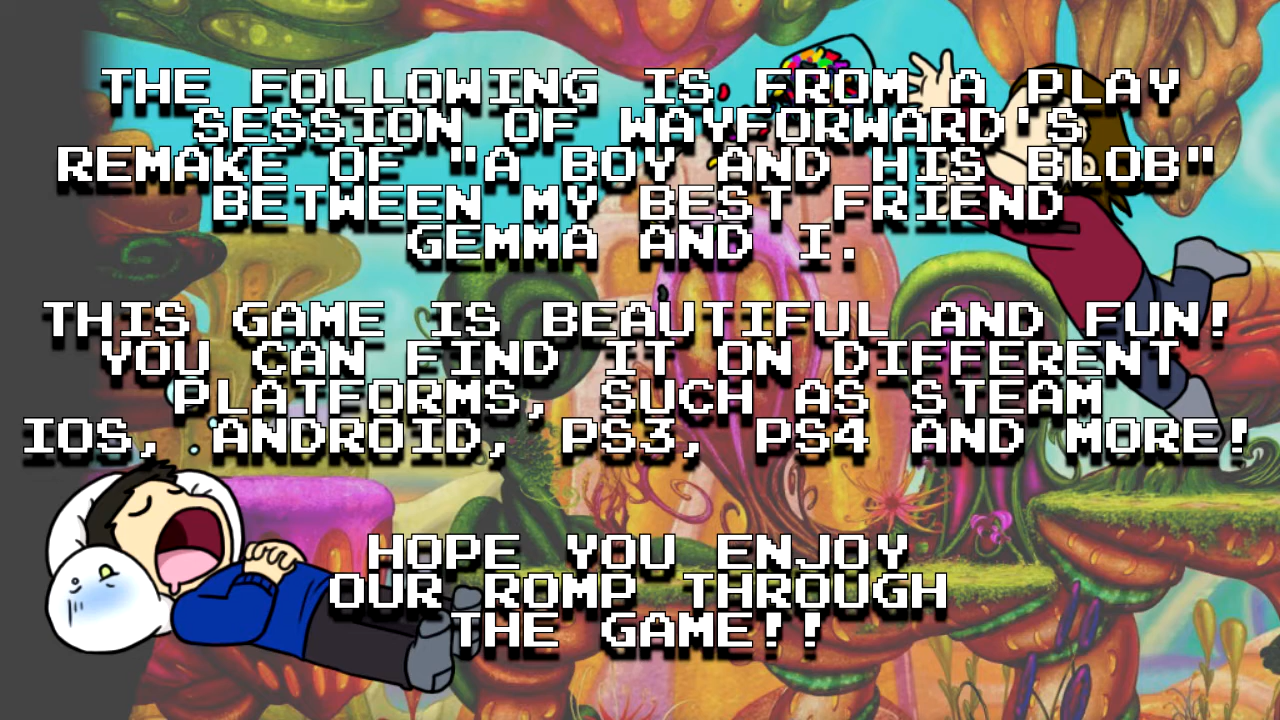 THE FOLLOWING IS FROM A PLAY
SESSION OF WAYFORWARD'S
REMAKE OF "A BOY AND HIS BLOB"
BETWEEN MY BEST FRIEND
GEMMA AND I.
THIS GAME IS BEAUTIFUL AND FUN!
YOU CAN FIND IT ON DIFFERENT
PLATFORMS, SUCH AS STEAM
IOS, ANDROID, PS3, PS4 AND MORE!
HOPE YOU ENJOY
OUR ROMP THROUGH
THE GAME!!